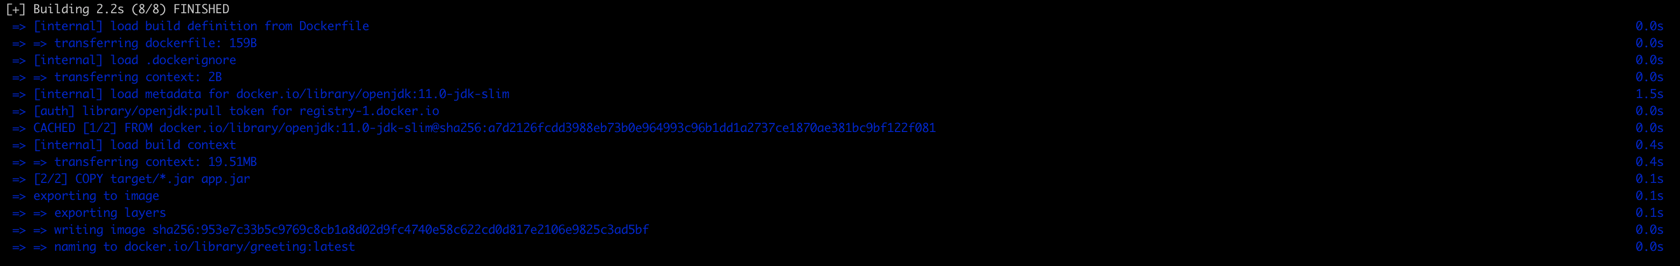 [+] Building 2.2s (8/8) FINISHED
=> [internal] load build definition from Dockerfile 0.0s
=> => transferring dockerfile: 159B 0.0s
=> [internal] load .dockerignore 0.0s
=> => transferring context: 2B 0.0s
=> [internal] load metadata for docker.io/library/openjdk:11.0-jdk-slim 1.5s
=> [auth] library/openjdk:pull token for registry-1.docker.io 0.0s
=> CACHED [1/2] FROM docker.io/library/openjdk:11.0-jdk-slim@sha256:a7d2126fcdd3988eb73b0e964993c96b1dd1a2737ce1870ae381bc9bf122f081 0.0s
=> [internal] load build context 0.4s
=> => transferring context: 19.51MB 0.4s
=> [2/2] COPY target/*.jar app.jar 0.1s
=> exporting to image 0.1s
=> => exporting layers 0.1s
=> => writing image sha256:953e7c33b5c9769c8cb1a8d02d9fc4740e58c622cd0d817e2106e9825c3ad5bf 0.0s
=> => naming to docker.io/library/greeting:latest 0.0s